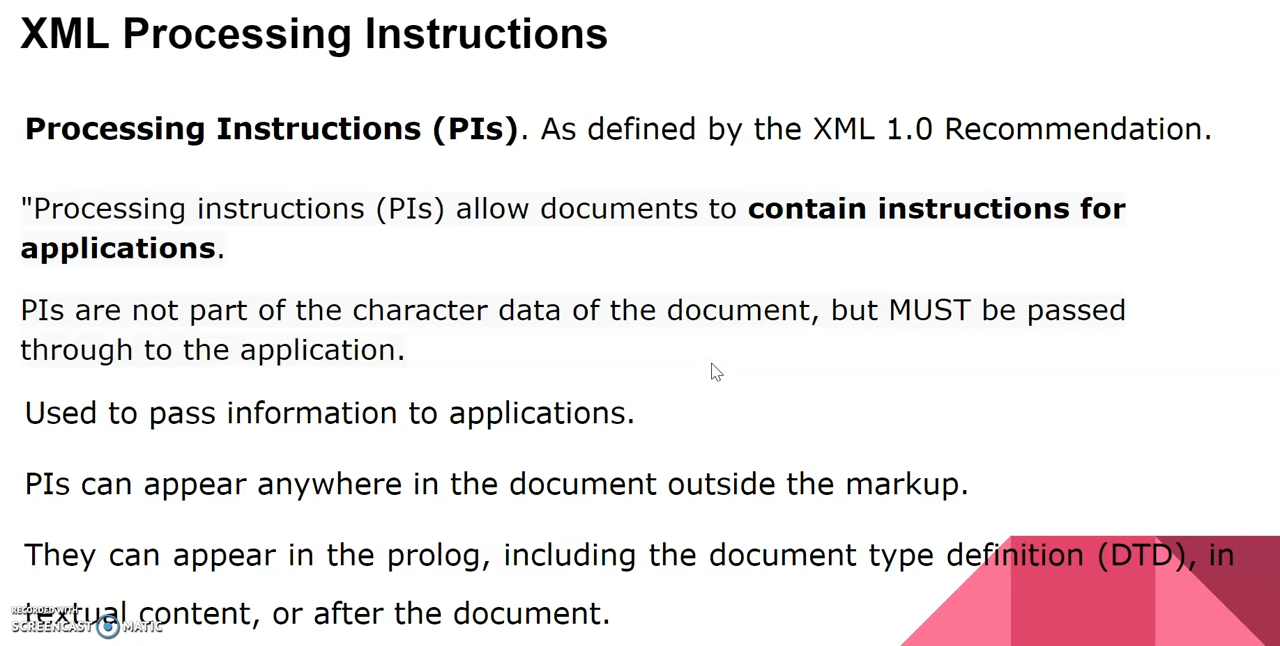 XML Processing Instructions
Processing Instructions (PIs). As defined by the XML 1.0 Recommendation.
"Processing instructions (PIs) allow documents to contain instructions for
applications.
PIs are not part of the character data of the document, but MUST be passed
through to the application.
Used to pass information to applications.
PIs can appear anywhere in the document outside the markup.
They can appear in the prolog, including the document type definition (DTD), in
textual content, or after the document.
RECORDED WITH
SCREENCAST MATIC